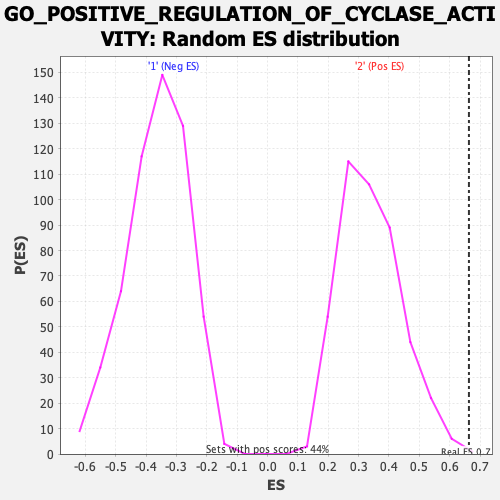 GO_POSITIVE_REGULATION_OF_CYCLASE_ACTI
VITY: Random ES distribution
'1' (Neg ES) '2' (Pos ES)
150
140
130
120
110
100
90
80
70
60
50
40
30
20
10
0
P(ES)
Sets with pos scores: 44%
Real ES 0.7
-0.6 -0.5 -0.4 -0.3 -0.2 -0.1 0.0 0.1 0.2 0.3 0.4 0.5 0.6 0.7
ES